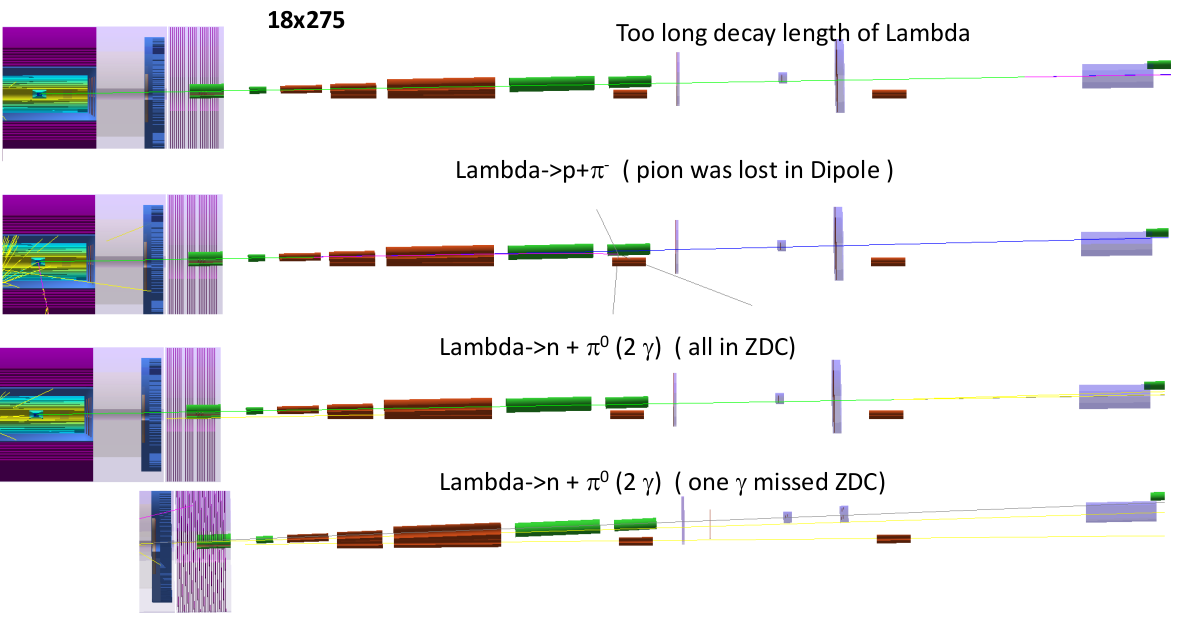 18x275
Too long decay length of Lambda
Lambda->p+π⁻ ( pion was lost in Dipole )
Lambda->n + π⁰ (2 γ) ( all in ZDC)
Lambda->n + π⁰ (2 γ) ( one γ missed ZDC)